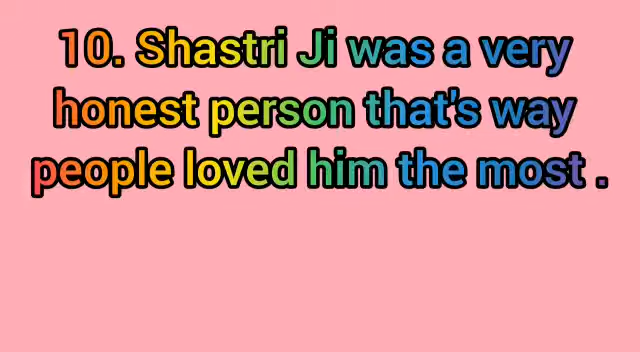 10. Shastri Ji was a very
honest person that's way
people loved him the most .